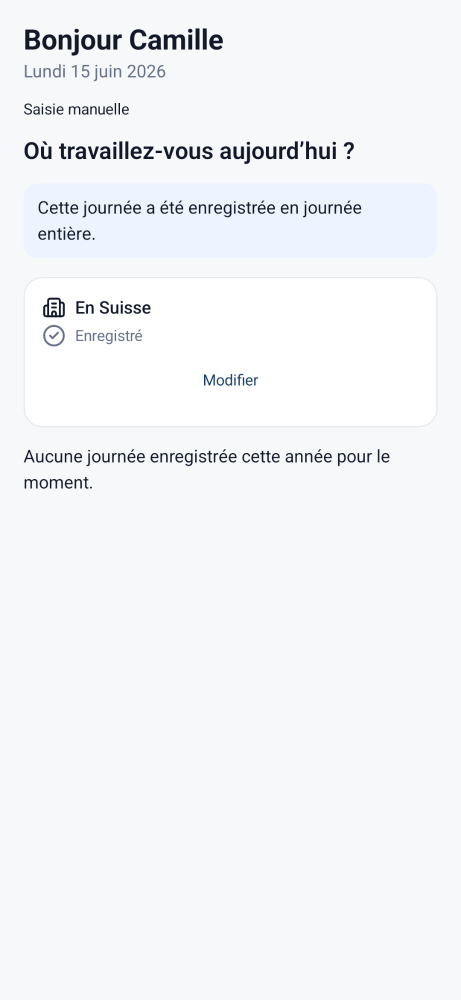 Bonjour Camille
Lundi 15 juin 2026
Saisie manuelle
Où travaillez-vous aujourd’hui ?
Cette journée a été enregistrée en journée
entière.
En Suisse
Enregistré
Modifier
Aucune journée enregistrée cette année pour le
moment.